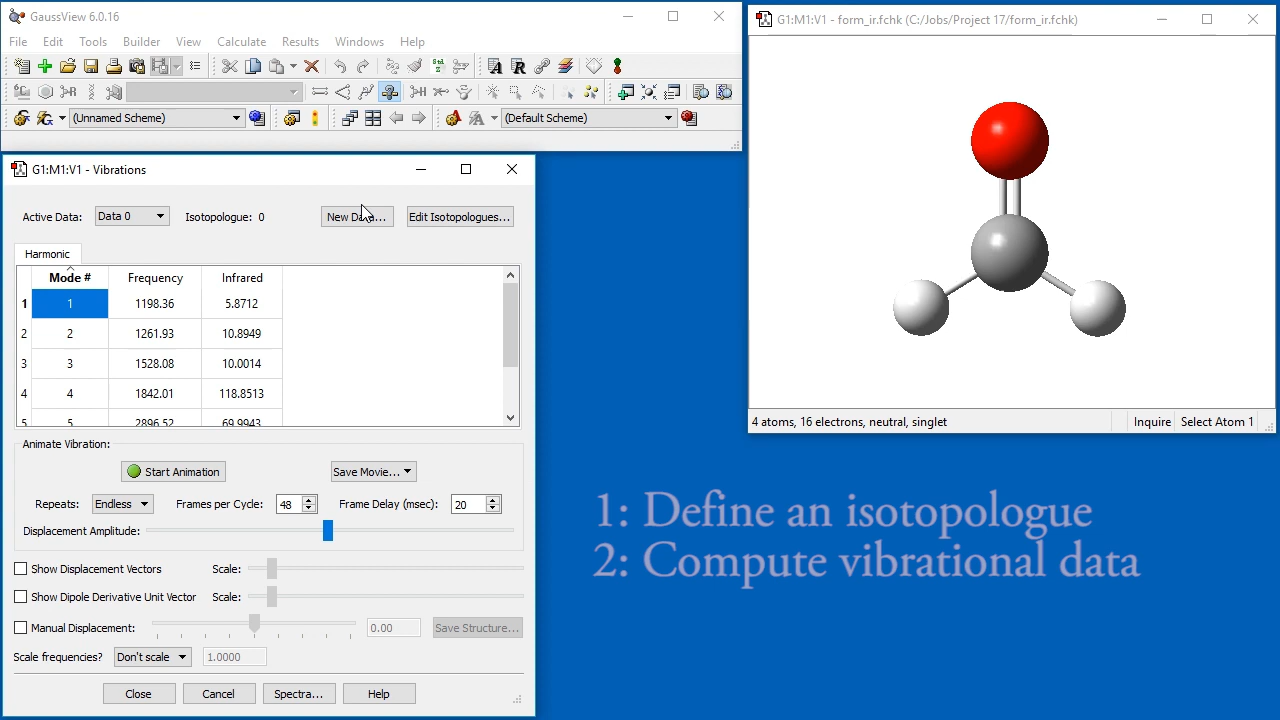 GaussView 6.0.16
File Edit Tools Builder View Calculate Results Windows Help
(Unnamed Scheme) (Default Scheme)
G1:M1:V1 - Vibrations
Active Data: Data 0 Isotopologue: 0 New Data... Edit Isotopologues...
Harmonic
Mode # Frequency Infrared
1 1 1198.36 5.8712
2 2 1261.93 10.8949
3 3 1528.08 10.0014
4 4 1842.01 118.8513
5 5 2896.52 69.9943
Animate Vibration:
Start Animation Save Movie...
Repeats: Endless Frames per Cycle: 48 Frame Delay (msec): 20
Displacement Amplitude:
Show Displacement Vectors Scale:
Show Dipole Derivative Unit Vector Scale:
Manual Displacement: 0.00 Save Structure...
Scale frequencies? Don't scale 1.0000
Close Cancel Spectra... Help
G1:M1:V1 - form_ir.fchk (C:/Jobs/Project 17/form_ir.fchk)
4 atoms, 16 electrons, neutral, singlet Inquire Select Atom 1
1: Define an isotopologue
2: Compute vibrational data